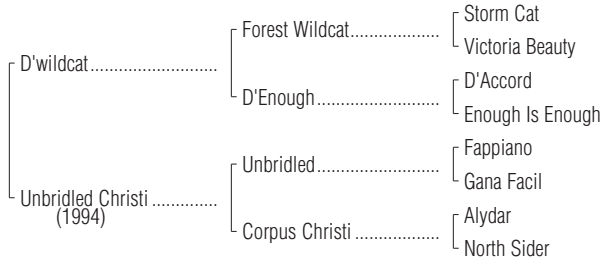 Storm Cat
Forest Wildcat....................
Victoria Beauty
D'wildcat.............................
D'Accord
D'Enough............................
Enough Is Enough
Fappiano
Unbridled............................
Gana Facil
Unbridled Christi ...............
(1994)
Alydar
Corpus Christi ...................
North Sider